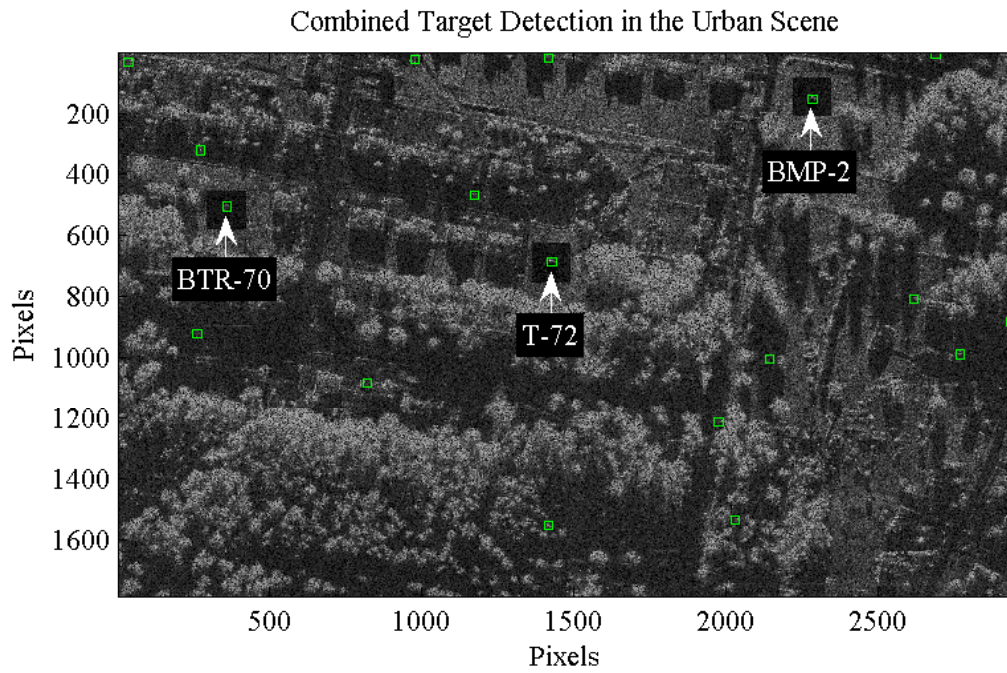 Combined Target Detection in the Urban Scene
200
400
600
800
1000
1200
1400
1600
Pixels
BMP-2
BTR-70
T-72
500
1000
1500
2000
2500
Pixels